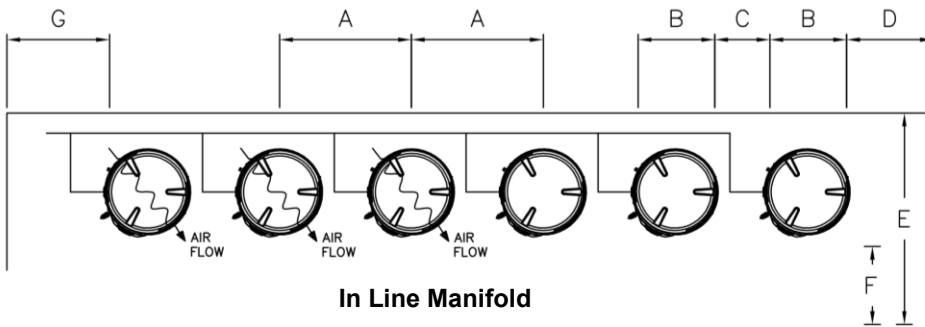 G A A B C B D
E
AIR FLOW AIR FLOW AIR FLOW
F
In Line Manifold